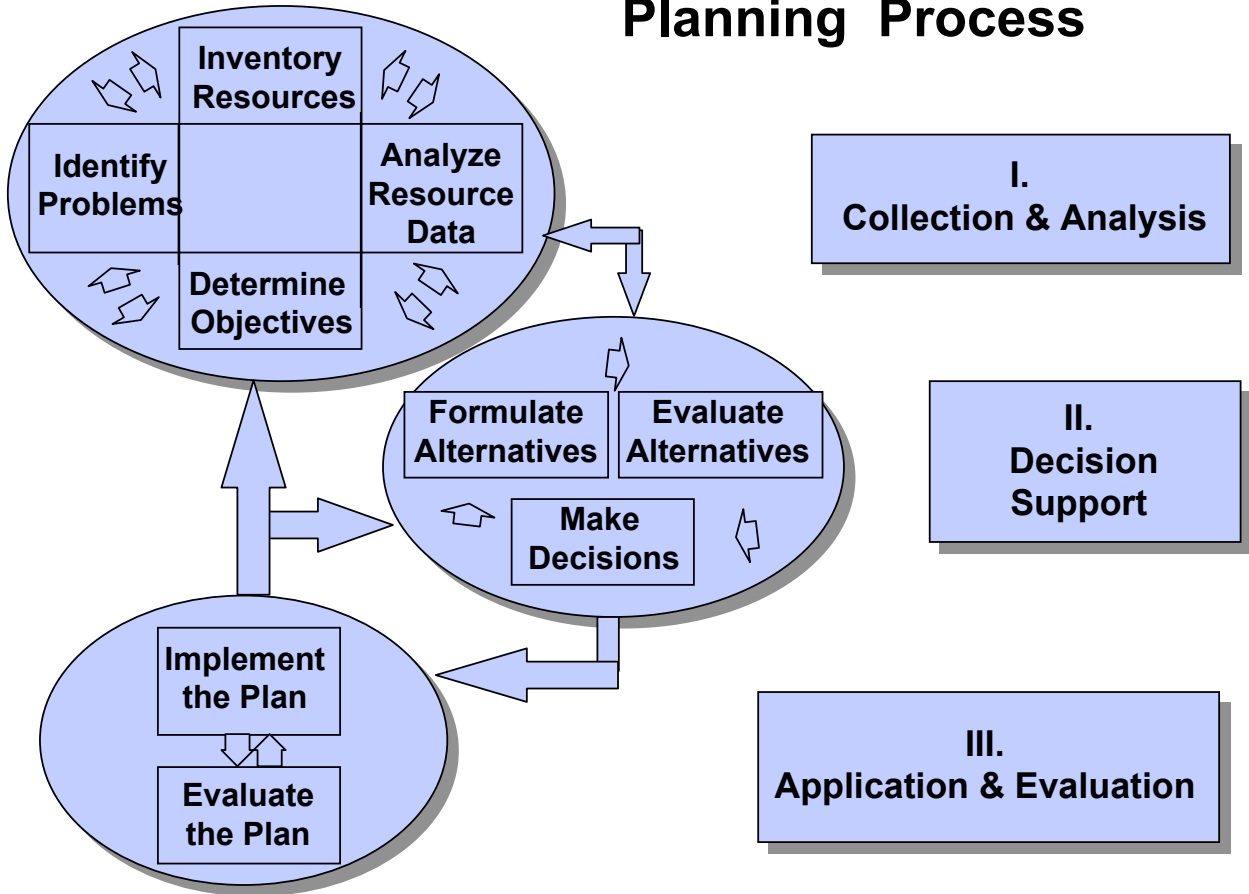 Planning Process
Inventory
Resources
Identify
Problems
Analyze
Resource
Data
Determine
Objectives
I.
Collection & Analysis
Formulate
Alternatives
Evaluate
Alternatives
Make
Decisions
II.
Decision
Support
Implement
the Plan
Evaluate
the Plan
III.
Application & Evaluation